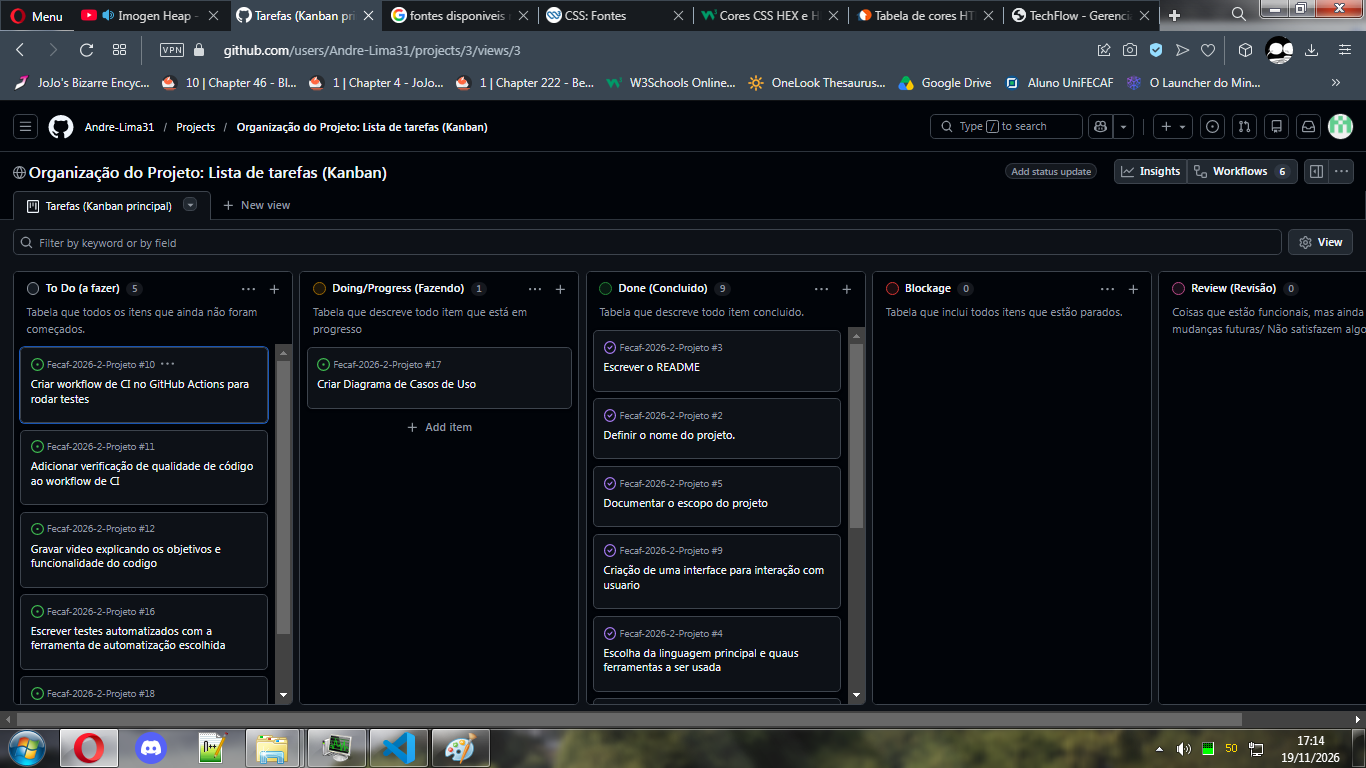 Menu
Imogen Heap -
Tarefas (Kanban pri
fontes disponiveis n
CSS: Fontes
Cores CSS HEX e H
Tabela de cores HTM
TechFlow - Gerencia
VPN
github.com/users/Andre-Lima31/projects/3/views/3
JoJo's Bizarre Encyc...
10 | Chapter 46 - Bl...
1 | Chapter 4 - JoJo...
1 | Chapter 222 - Be...
W3Schools Online...
OneLook Thesaurus...
Google Drive
Aluno UniFECAF
O Launcher do Min...
Andre-Lima31 / Projects / Organização do Projeto: Lista de tarefas (Kanban)
Type / to search
Organização do Projeto: Lista de tarefas (Kanban)
Add status update
Insights
Workflows 6
Tarefas (Kanban principal)
New view
Filter by keyword or by field
View
To Do (a fazer) 5
Tabela que todos os itens que ainda não foram
começados.
Fecaf-2026-2-Projeto #10
Criar workflow de CI no GitHub Actions para
rodar testes
Fecaf-2026-2-Projeto #11
Adicionar verificação de qualidade de código
ao workflow de CI
Fecaf-2026-2-Projeto #12
Gravar video explicando os objetivos e
funcionalidade do codigo
Fecaf-2026-2-Projeto #16
Escrever testes automatizados com a
ferramenta de automatização escolhida
Fecaf-2026-2-Projeto #18
Doing/Progress (Fazendo) 1
Tabela que descreve todo item que está em
progresso
Fecaf-2026-2-Projeto #17
Criar Diagrama de Casos de Uso
Add item
Done (Concluido) 9
Tabela que descreve todo item concluido.
Fecaf-2026-2-Projeto #3
Escrever o README
Fecaf-2026-2-Projeto #2
Definir o nome do projeto.
Fecaf-2026-2-Projeto #5
Documentar o escopo do projeto
Fecaf-2026-2-Projeto #9
Criação de uma interface para interação com
usuario
Fecaf-2026-2-Projeto #4
Escolha da linguagem principal e quaus
ferramentas a ser usada
Blockage 0
Tabela que inclui todos itens que estão parados.
Review (Revisão) 0
Coisas que estão funcionais, mas ainda
mudanças futuras/ Não satisfazem algo
50
17:14
19/11/2026